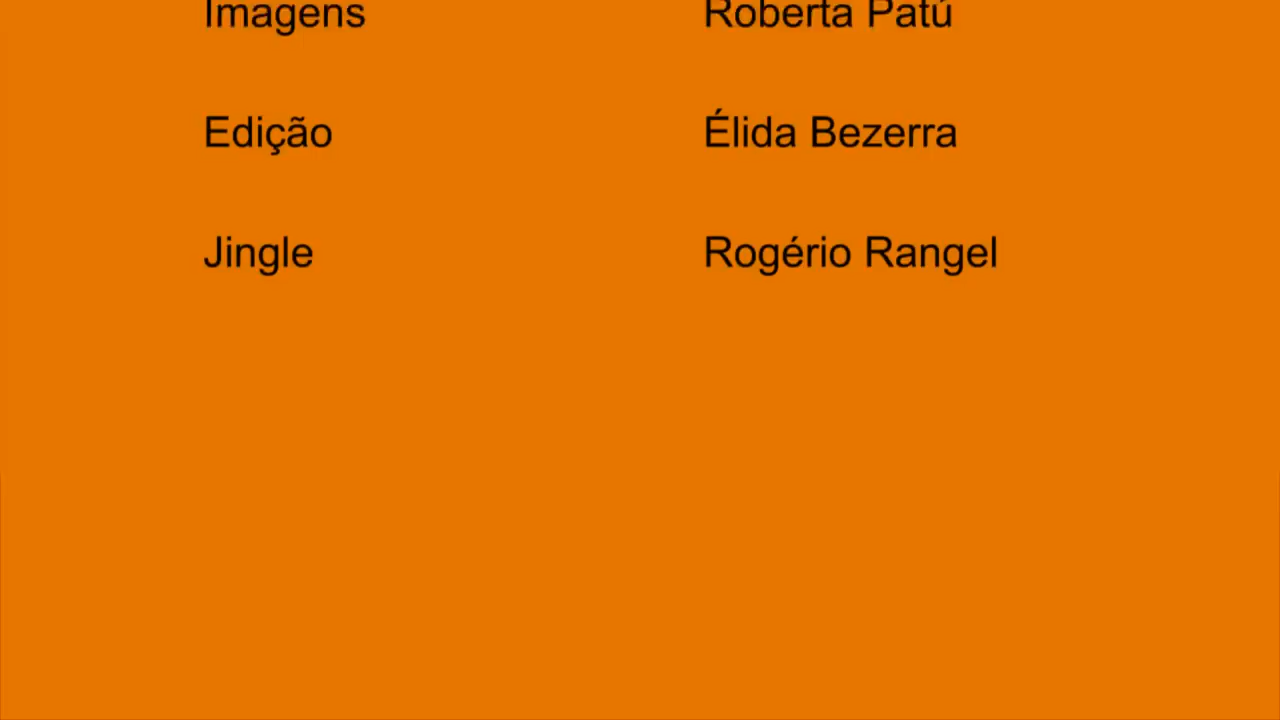 Imagens Roberta Patú
Edição Élida Bezerra
Jingle Rogério Rangel